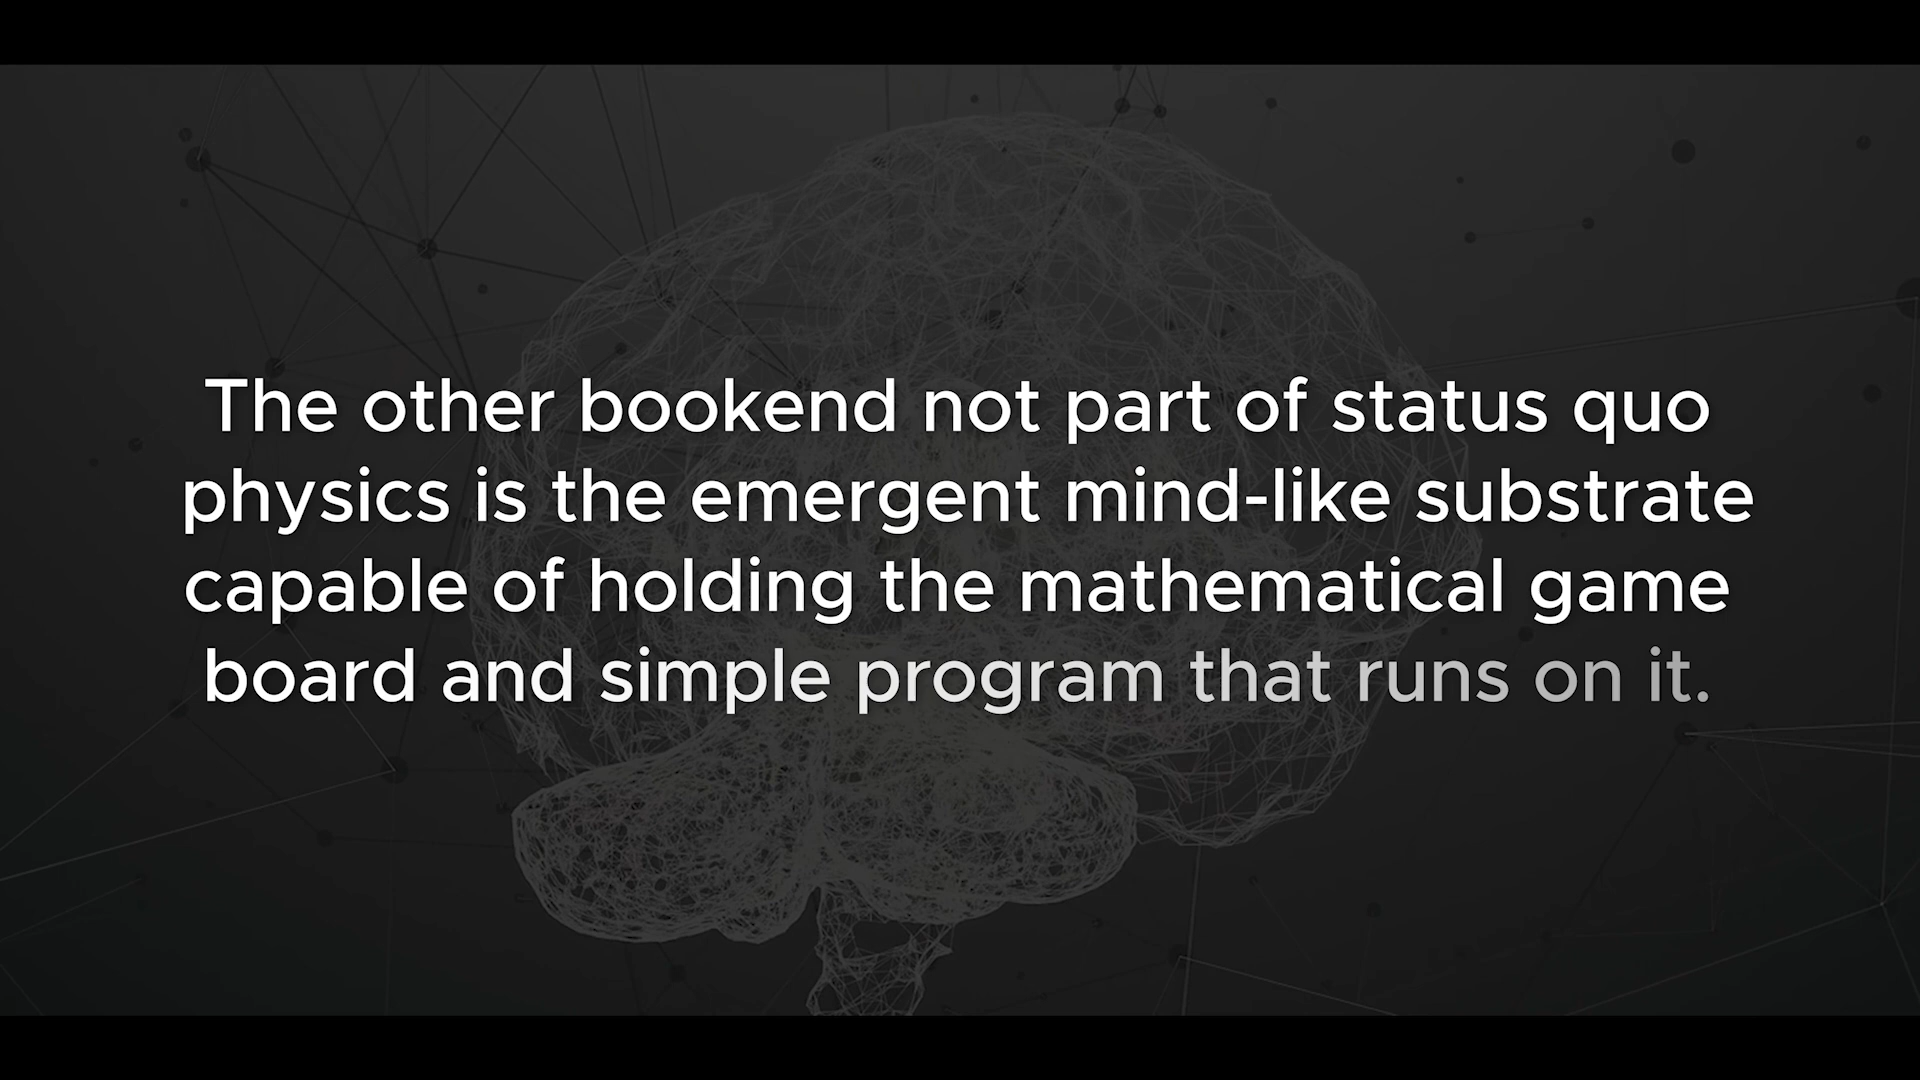 The other bookend not part of status quo
physics is the emergent mind-like substrate
capable of holding the mathematical game
board and simple program that runs on it.